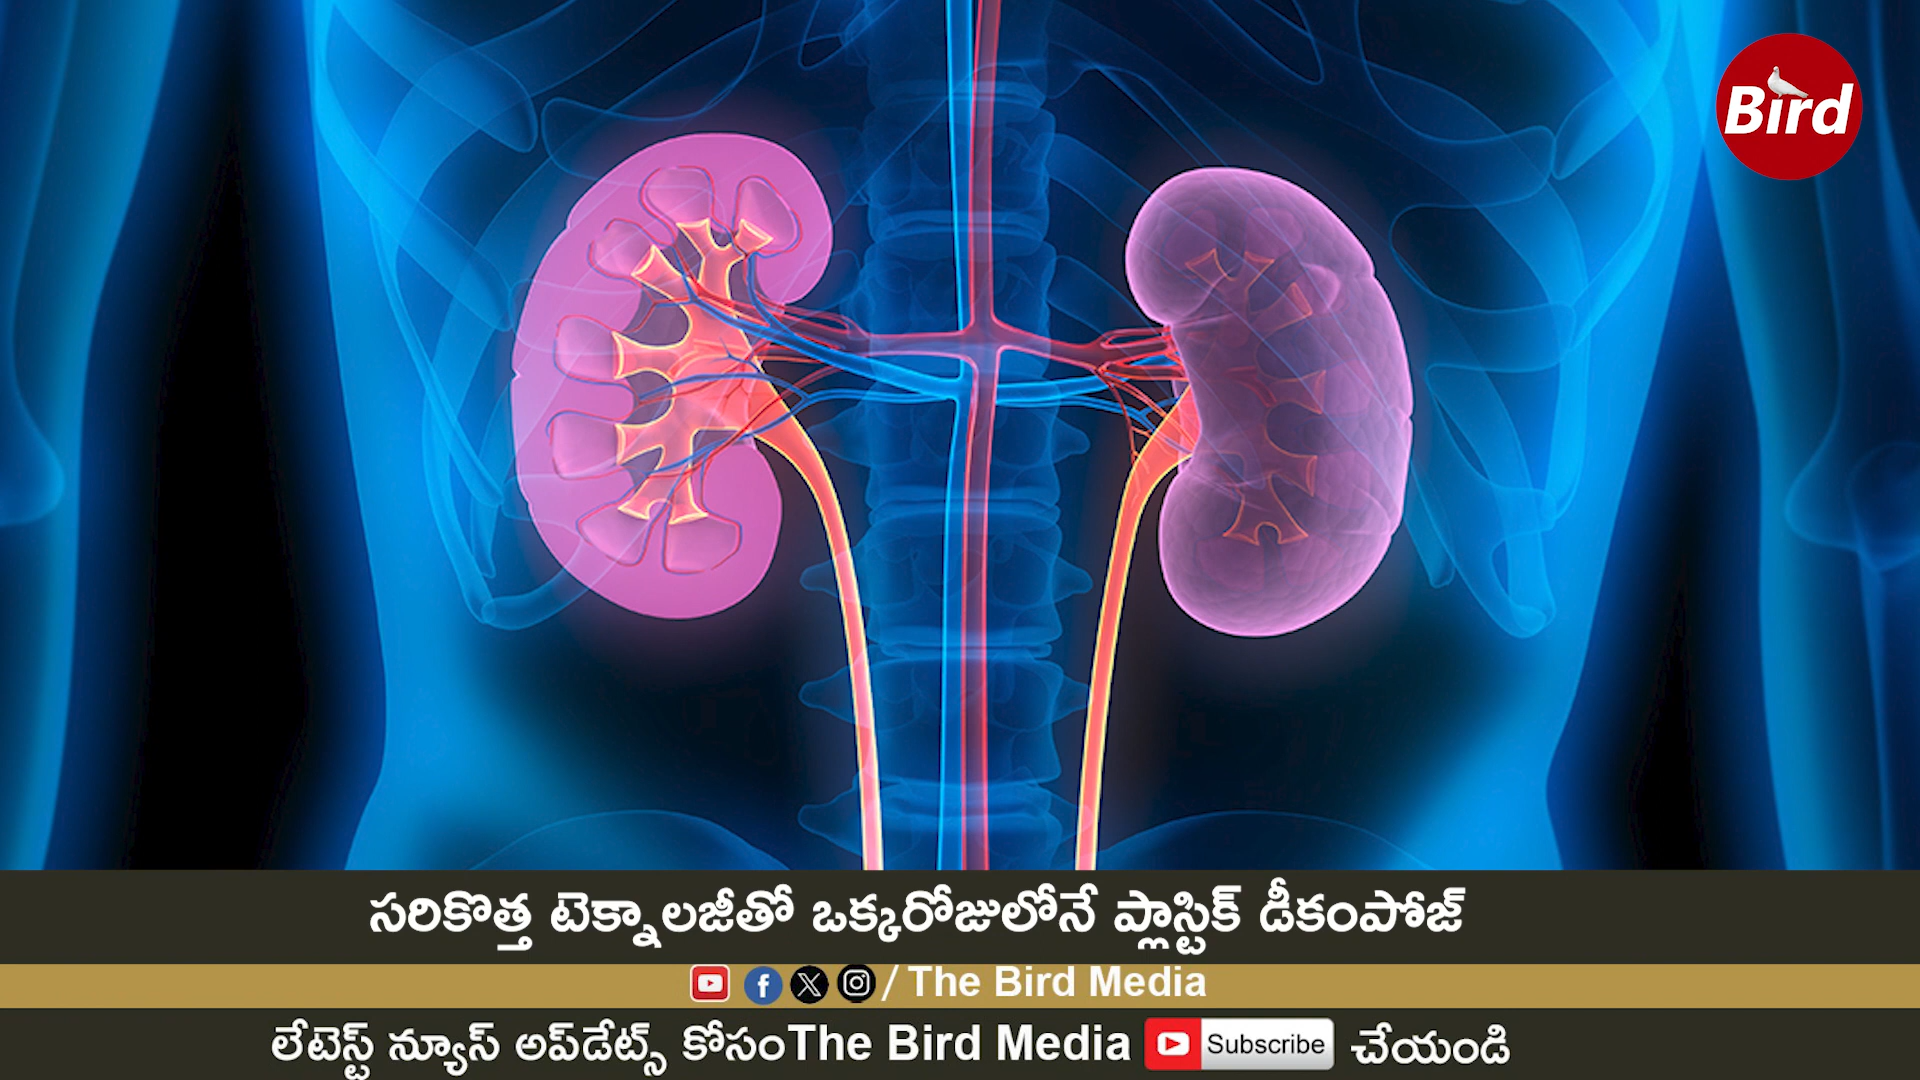 Bird
సరికొత్త టెక్నాలజీతో ఒక్కరోజులోనే ప్లాస్టిక్ డీకంపోజ్
/ The Bird Media
లేటెస్ట్ న్యూస్ అప్‌డేట్స్ కోసంThe Bird Media Subscribe చేయండి